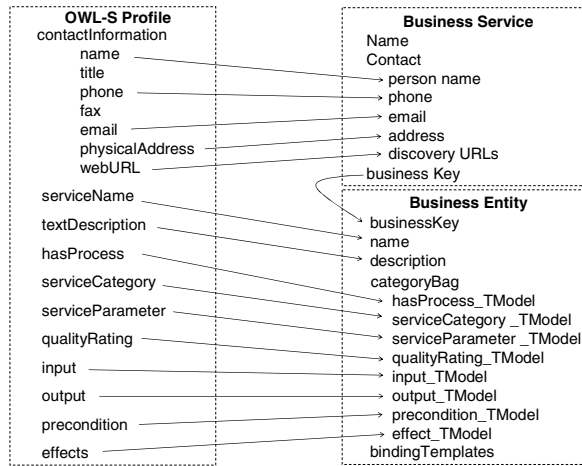 OWL-S Profile
contactInformation
name
title
phone
fax
email
physicalAddress
webURL
serviceName
textDescription
hasProcess
serviceCategory
serviceParameter
qualityRating
input
output
precondition
effects
Business Service
Name
Contact
person name
phone
email
address
discovery URLs
business Key
Business Entity
businessKey
name
description
categoryBag
hasProcess_TModel
serviceCategory _TModel
serviceParameter _TModel
qualityRating_TModel
input_TModel
output_TModel
precondition_TModel
effect_TModel
bindingTemplates